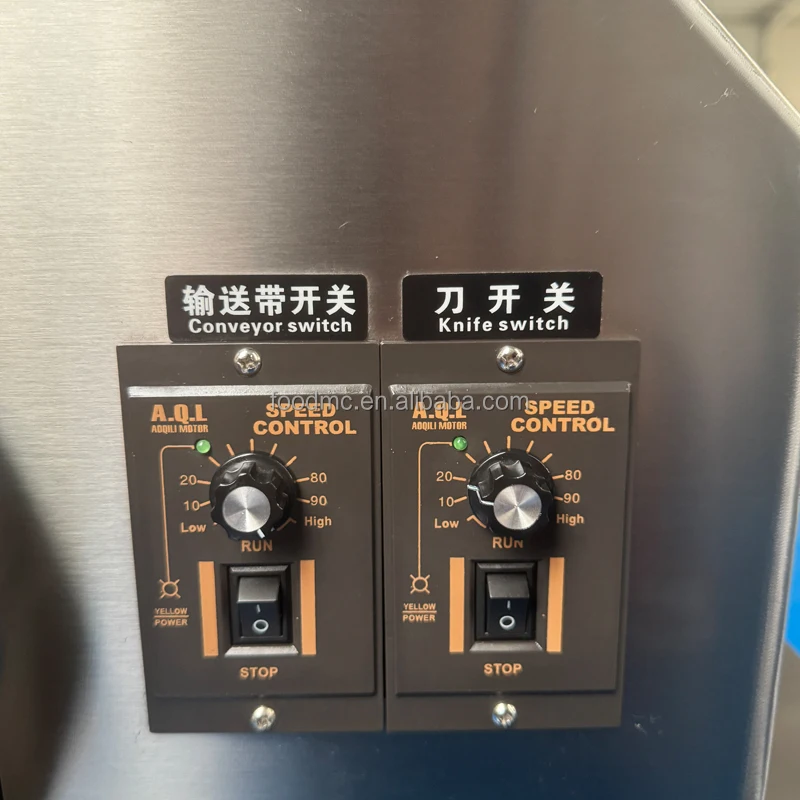 输送带开关
Conveyor switch
刀 开 关
Knife switch
foodmc.en.alibaba.com
A.Q.L
AOQILI MOTOR
SPEED
CONTROL
20
10
Low
80
90
High
RUN
YELLOW
POWER
STOP
A.Q.L
AOQILI MOTOR
SPEED
CONTROL
20
10
Low
80
90
High
RUN
YELLOW
POWER
STOP